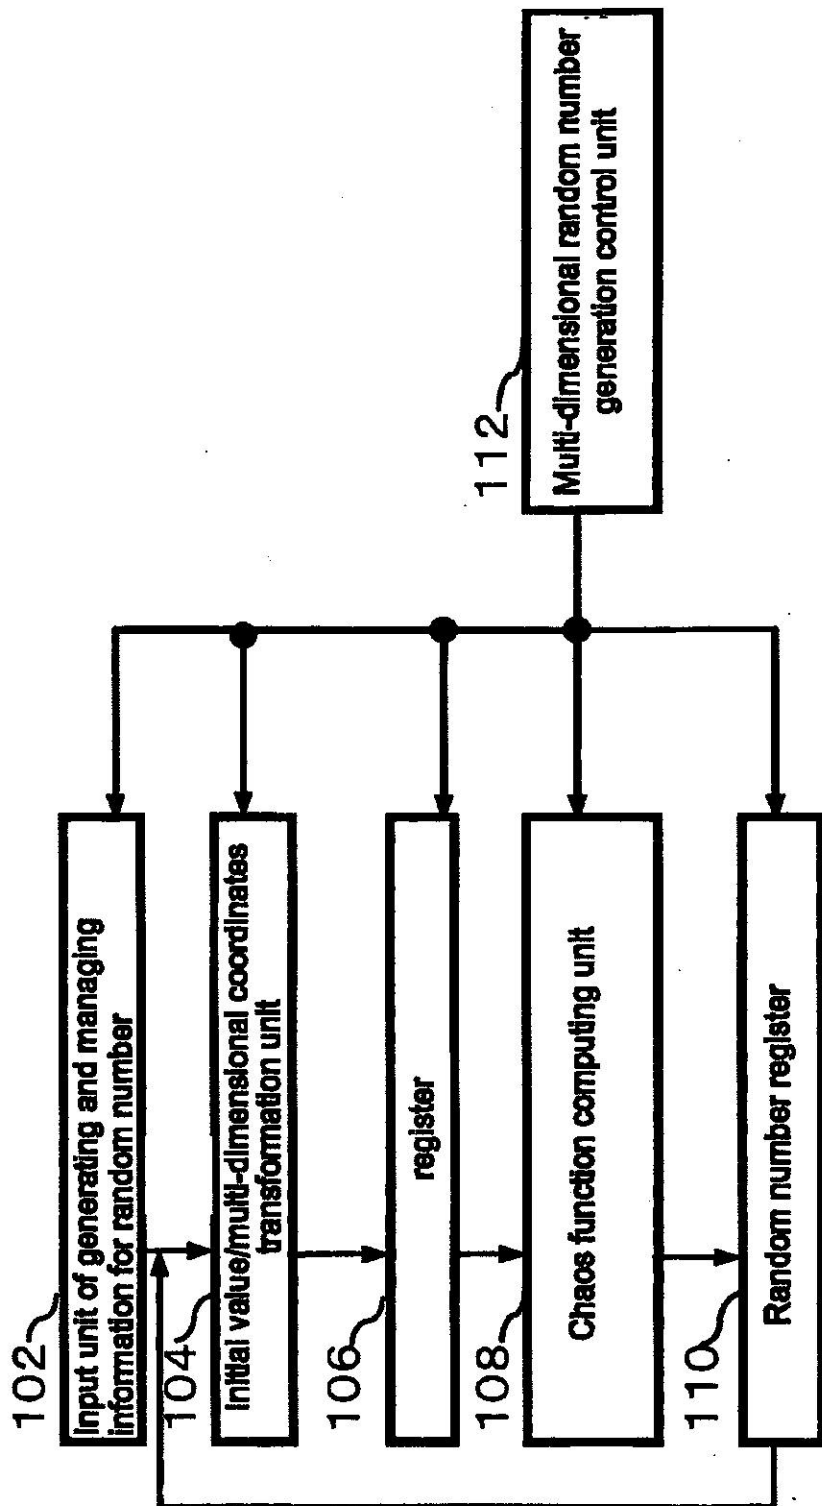 102
Input unit of generating and managing
information for random number
104
Initial value/multi-dimensional coordinates
transformation unit
106
register
108
Chaos function computing unit
110
Random number register
112
Multi-dimensional random number
generation control unit